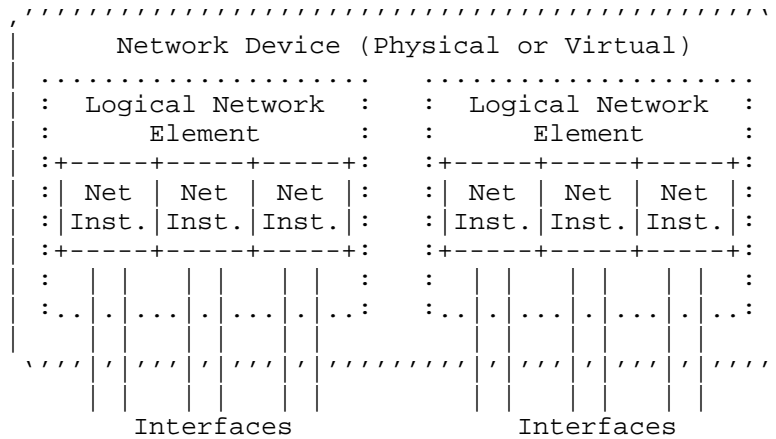 Network Device (Physical or Virtual)
Logical Network Logical Network
Element Element
Net Net Net Net Net Net
Inst. Inst. Inst. Inst. Inst. Inst.
Interfaces Interfaces